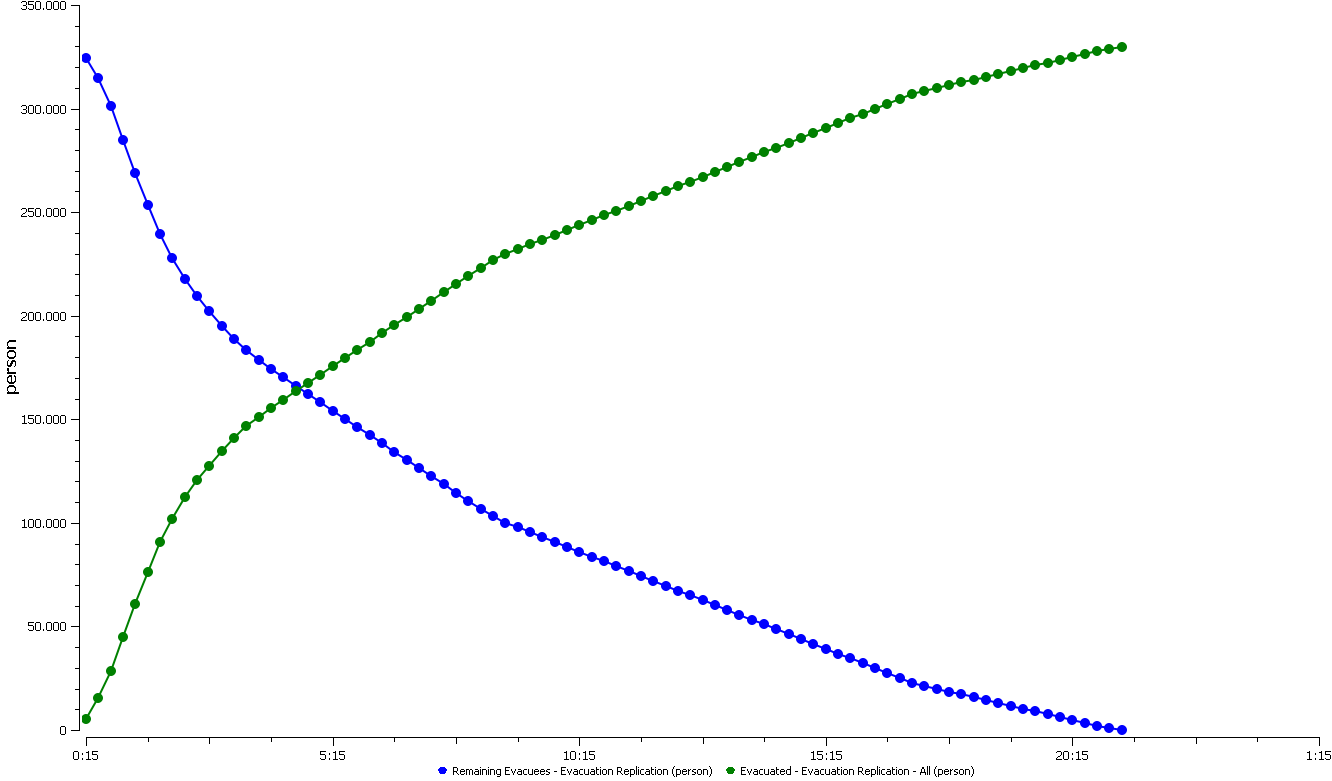 350.000
300.000
250.000
200.000
150.000
100.000
50.000
0
person
0:15 5:15 10:15 15:15 20:15 1:15
Remaining Evacuees - Evacuation Replication (person) Evacuated - Evacuation Replication - All (person)